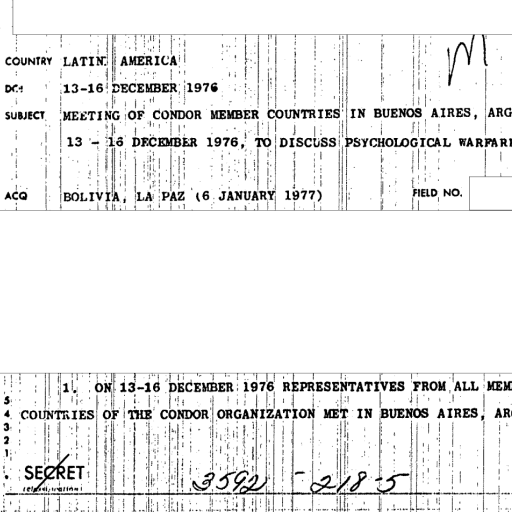 COUNTRY LATIN AMERICA
DOI 13-16 DECEMBER 1976
SUBJECT MEETING OF CONDOR MEMBER COUNTRIES IN BUENOS AIRES, ARG
13 - 16 DECEMBER 1976, TO DISCUSS PSYCHOLOGICAL WARFARE
ACQ BOLIVIA, LA PAZ (6 JANUARY 1977) FIELD NO.
1. ON 13-16 DECEMBER 1976 REPRESENTATIVES FROM ALL MEM
5
4 COUNTRIES OF THE CONDOR ORGANIZATION MET IN BUENOS AIRES, ARG
3
2
1
SECRET
3592 - 218-5